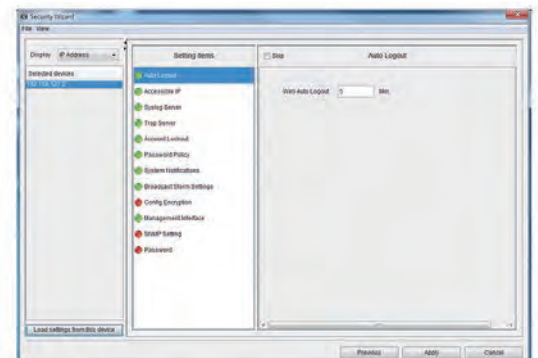 Security Wizard
File View
Display IP Address
Selected devices
Load settings from this device
Setting Items
Auto Logout
Accessible IP
Syslog Server
Trap Server
Account Lockout
Password Policy
System Notifications
Broadcast Storm Settings
Config Encryption
Management Interface
SNMP Setting
Password
Skip
Auto Logout
Web Auto Logout 5 Min.
Previous
Apply
Cancel